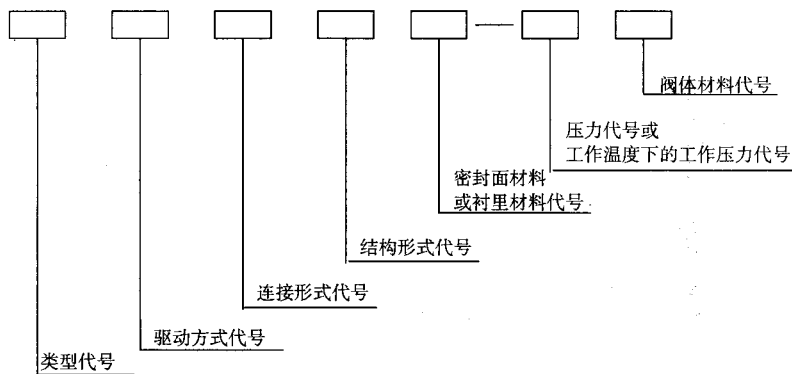 阀体材料代号
压力代号或
工作温度下的工作压力代号
密封面材料
或衬里材料代号
结构形式代号
连接形式代号
驱动方式代号
类型代号